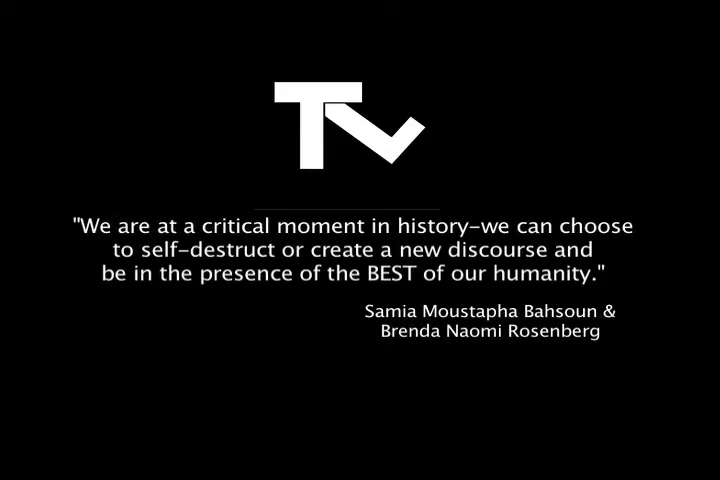 TV
"We are at a critical moment in history–we can choose
to self–destruct or create a new discourse and
be in the presence of the BEST of our humanity."
Samia Moustapha Bahsoun &
Brenda Naomi Rosenberg